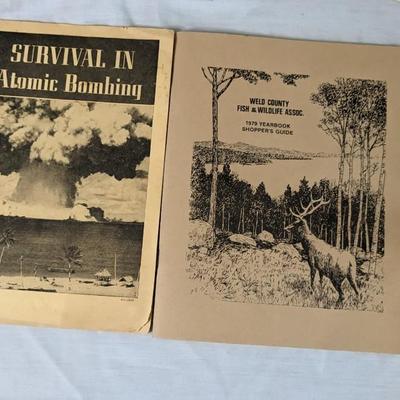 SURVIVAL IN
Atomic Bombing
WELD COUNTY
FISH & WILDLIFE ASSOC.
1979 YEARBOOK
SHOPPER'S GUIDE